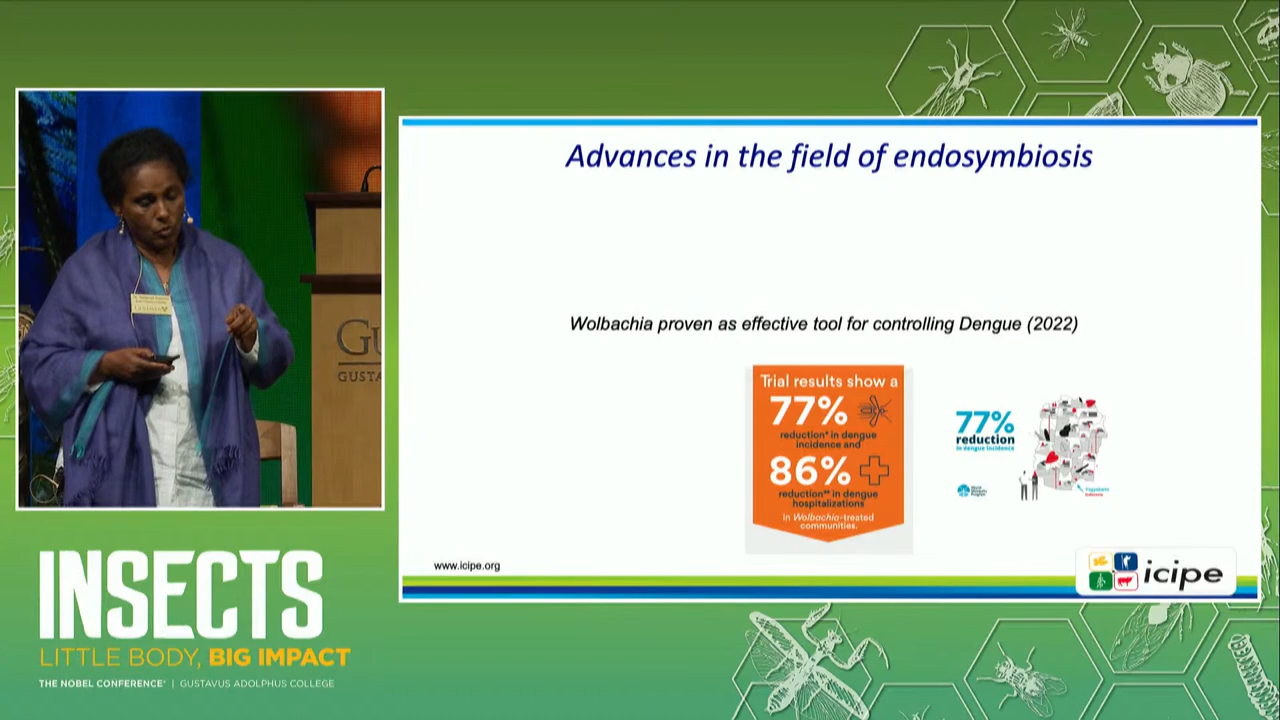 GU
GUSTA
Advances in the field of endosymbiosis
Wolbachia proven as effective tool for controlling Dengue (2022)
Trial results show a
77%
reduction* in dengue
incidence and
86%
reduction** in dengue
hospitalizations
in Wolbachia-treated
communities.
77%
reduction
in dengue incidence
www.icipe.org
icipe
INSECTS
LITTLE BODY, BIG IMPACT
THE NOBEL CONFERENCE® | GUSTAVUS ADOLPHUS COLLEGE